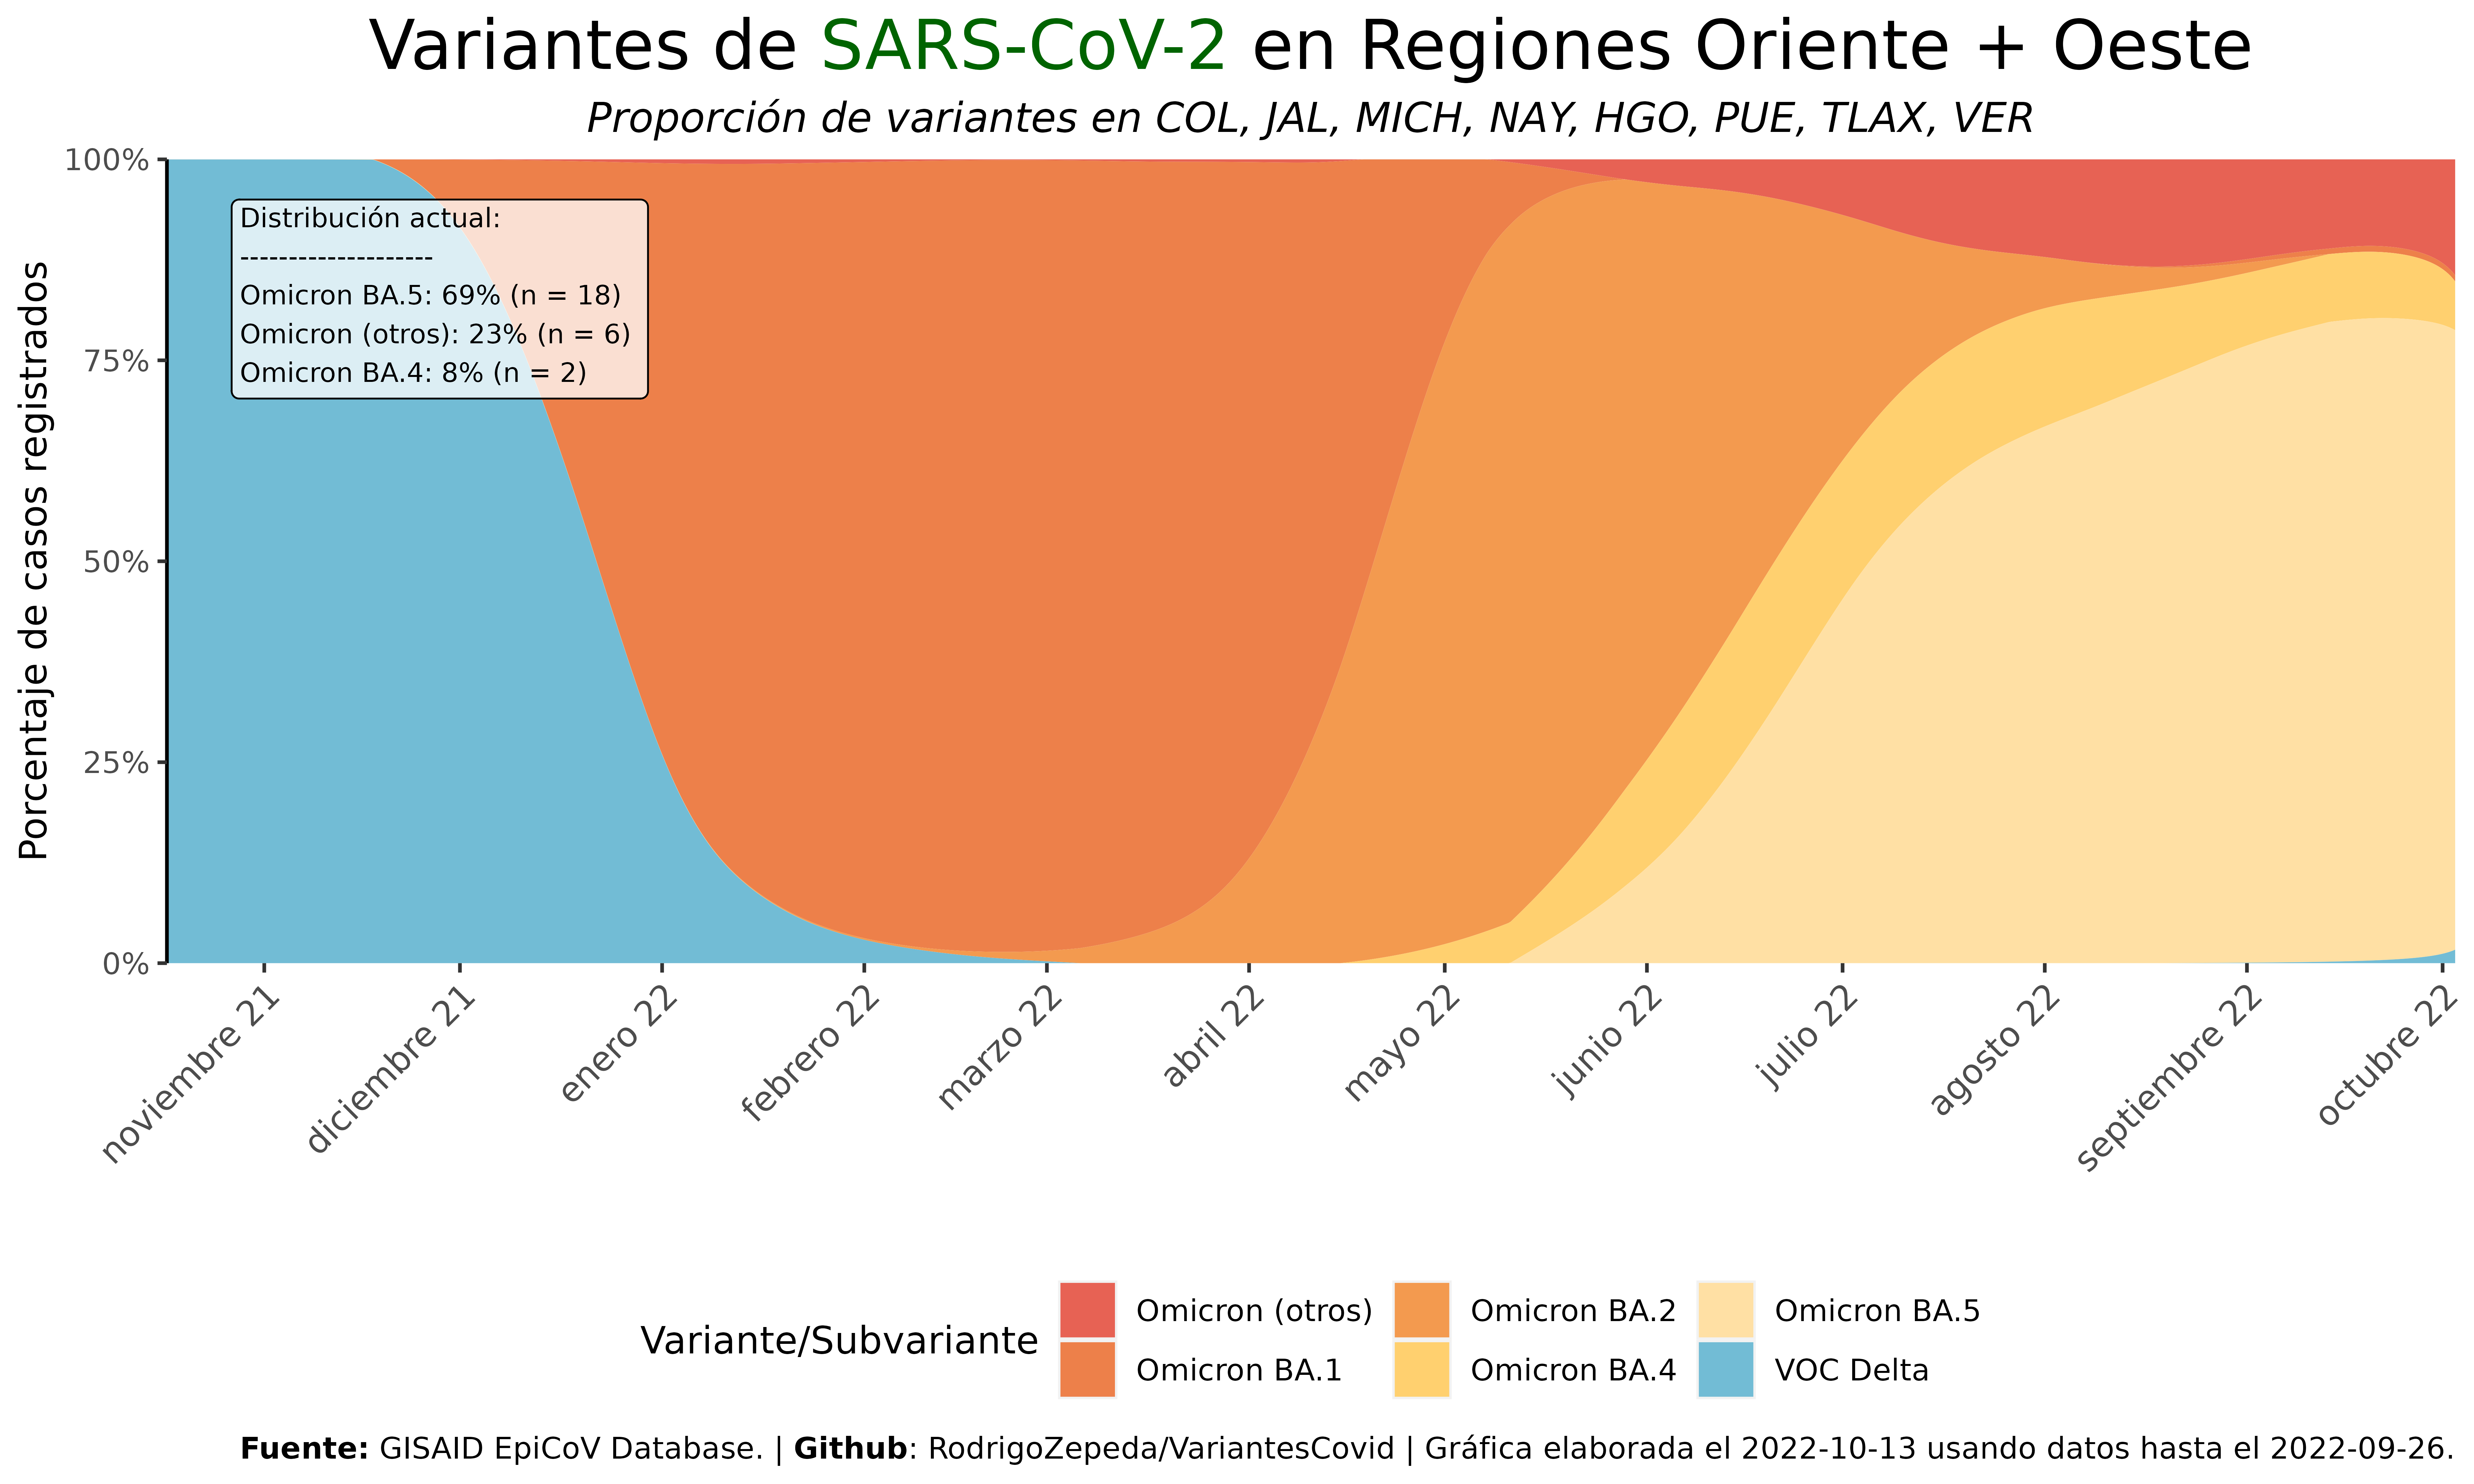 Variantes de SARS-CoV-2 en Regiones Oriente + Oeste
Proporción de variantes en COL, JAL, MICH, NAY, HGO, PUE, TLAX, VER
Porcentaje de casos registrados
100%
75%
50%
25%
0%
Distribución actual:
--------------------
Omicron BA.5: 69% (n = 18)
Omicron (otros): 23% (n = 6)
Omicron BA.4: 8% (n = 2)
noviembre 21
diciembre 21
enero 22
febrero 22
marzo 22
abril 22
mayo 22
junio 22
julio 22
agosto 22
septiembre 22
octubre 22
Variante/Subvariante
Omicron (otros)
Omicron BA.1
Omicron BA.2
Omicron BA.4
Omicron BA.5
VOC Delta
Fuente: GISAID EpiCoV Database. | Github: RodrigoZepeda/VariantesCovid | Gráfica elaborada el 2022-10-13 usando datos hasta el 2022-09-26.